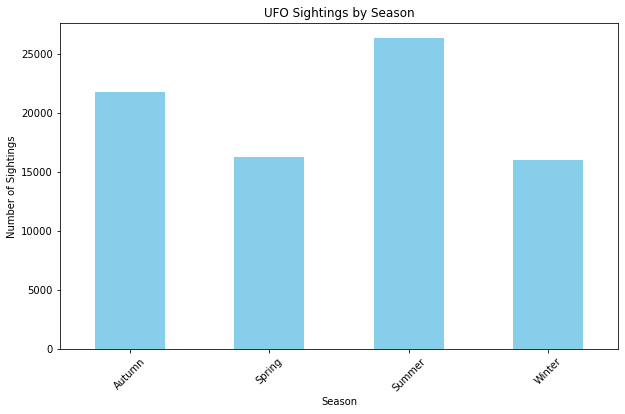 UFO Sightings by Season
Number of Sightings
25000
20000
15000
10000
5000
0
Autumn
Spring
Summer
Winter
Season